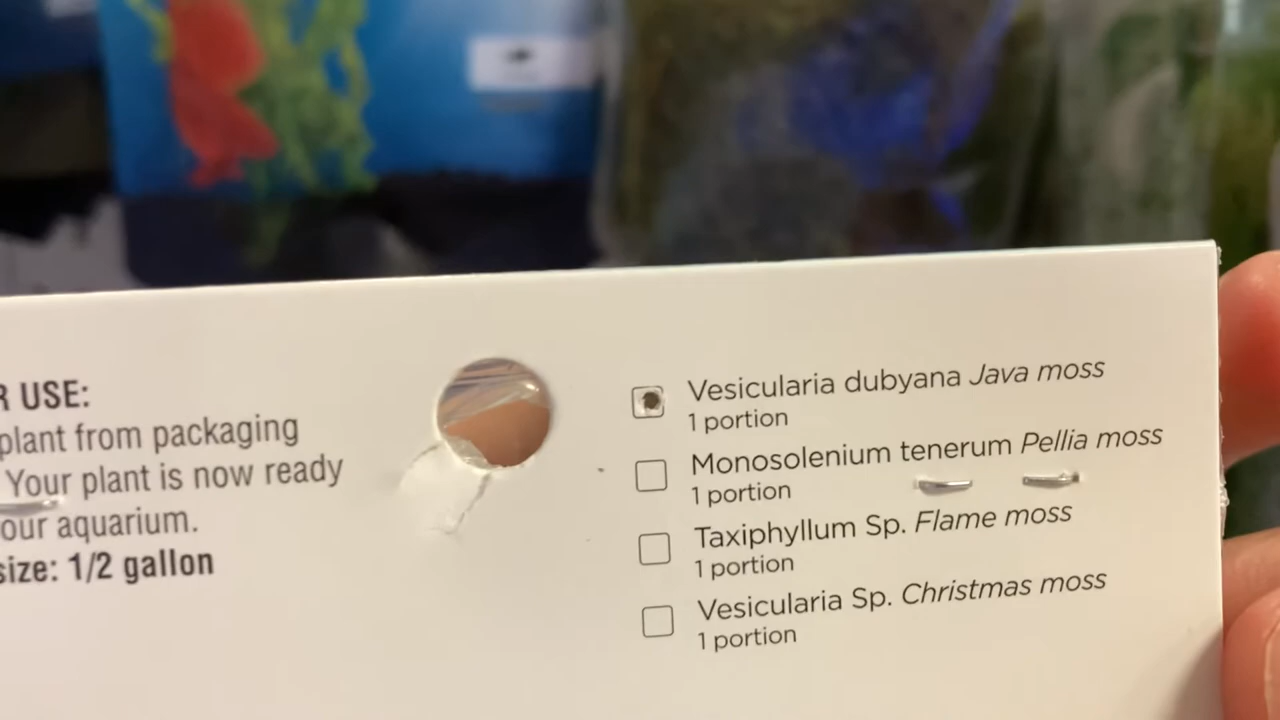 R USE:
plant from packaging
Your plant is now ready
our aquarium.
size: 1/2 gallon
Vesicularia dubyana Java moss
1 portion
Monosolenium tenerum Pellia moss
1 portion
Taxiphyllum Sp. Flame moss
1 portion
Vesicularia Sp. Christmas moss
1 portion